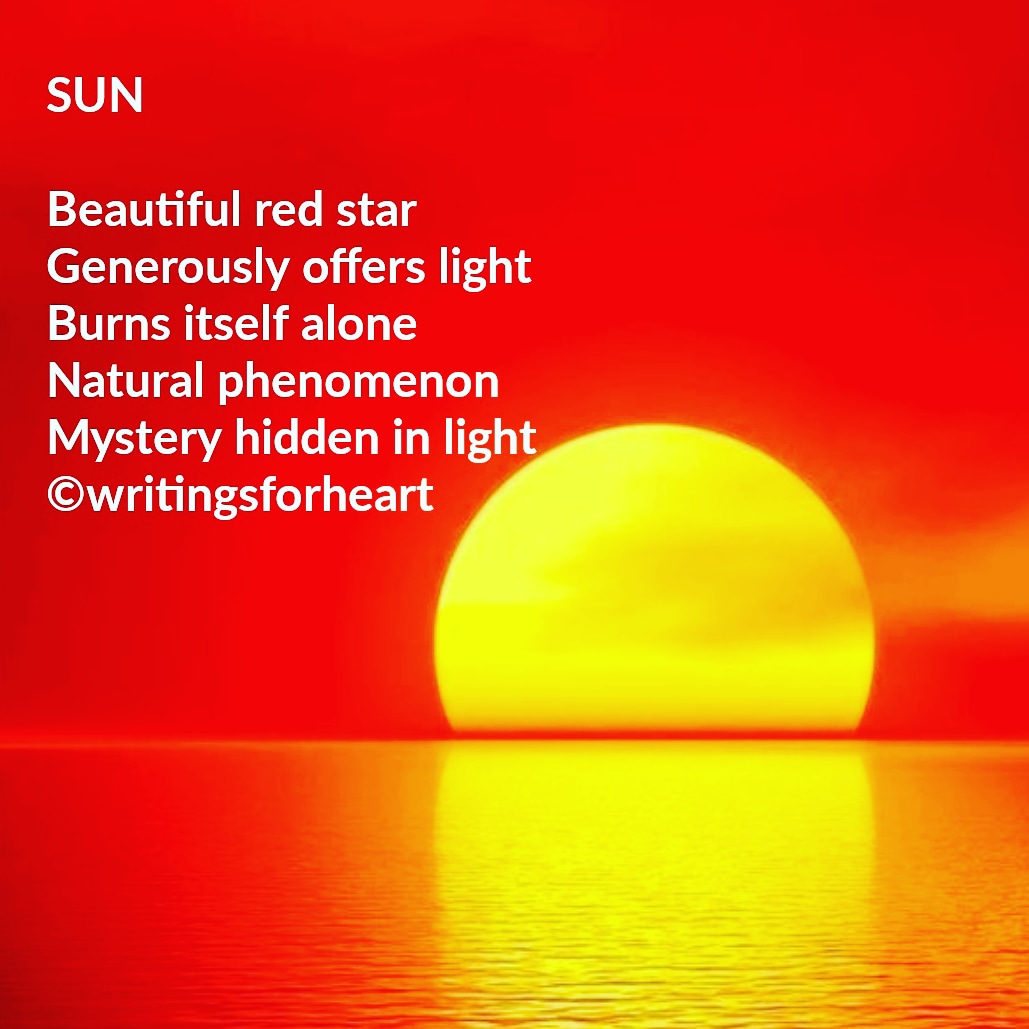 SUN
Beautiful red star
Generously offers light
Burns itself alone
Natural phenomenon
Mystery hidden in light
©writingsforheart